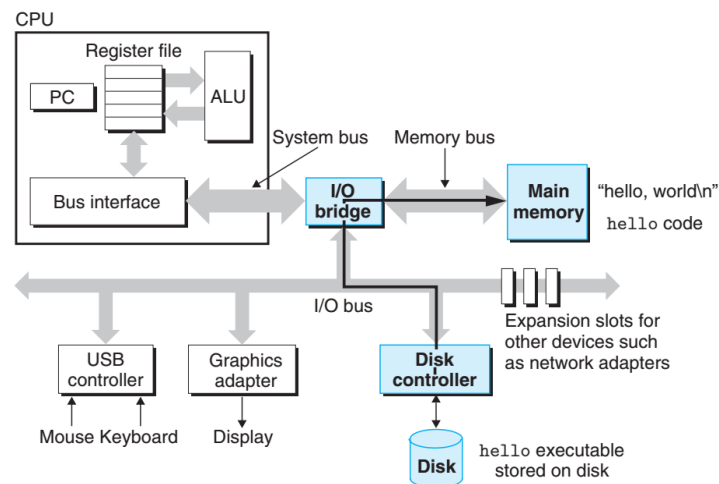 CPU
Register file
PC
ALU
System bus
Memory bus
Bus interface
I/O
bridge
Main
memory
“hello, world\n”
hello code
I/O bus
Expansion slots for
other devices such
as network adapters
USB
controller
Graphics
adapter
Disk
controller
Mouse Keyboard
Display
Disk
hello executable
stored on disk